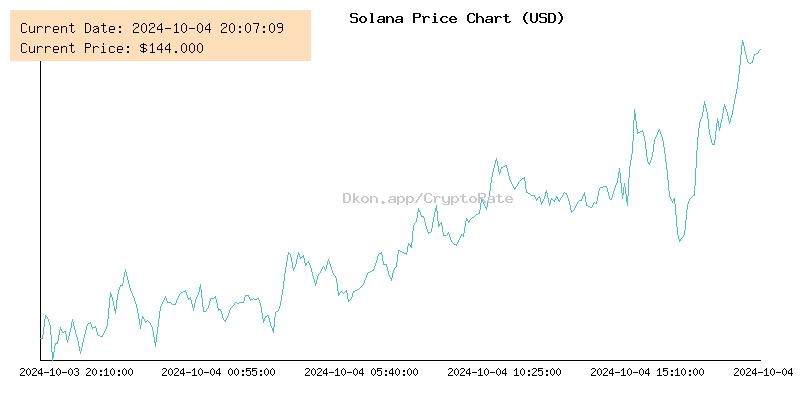 Solana Price Chart (USD)
Current Date: 2024-10-04 20:07:09
Current Price: $144.000
Dkon.app/CryptoRate
2024-10-03 20:10:00 2024-10-04 00:55:00 2024-10-04 05:40:00 2024-10-04 10:25:00 2024-10-04 15:10:00 2024-10-04